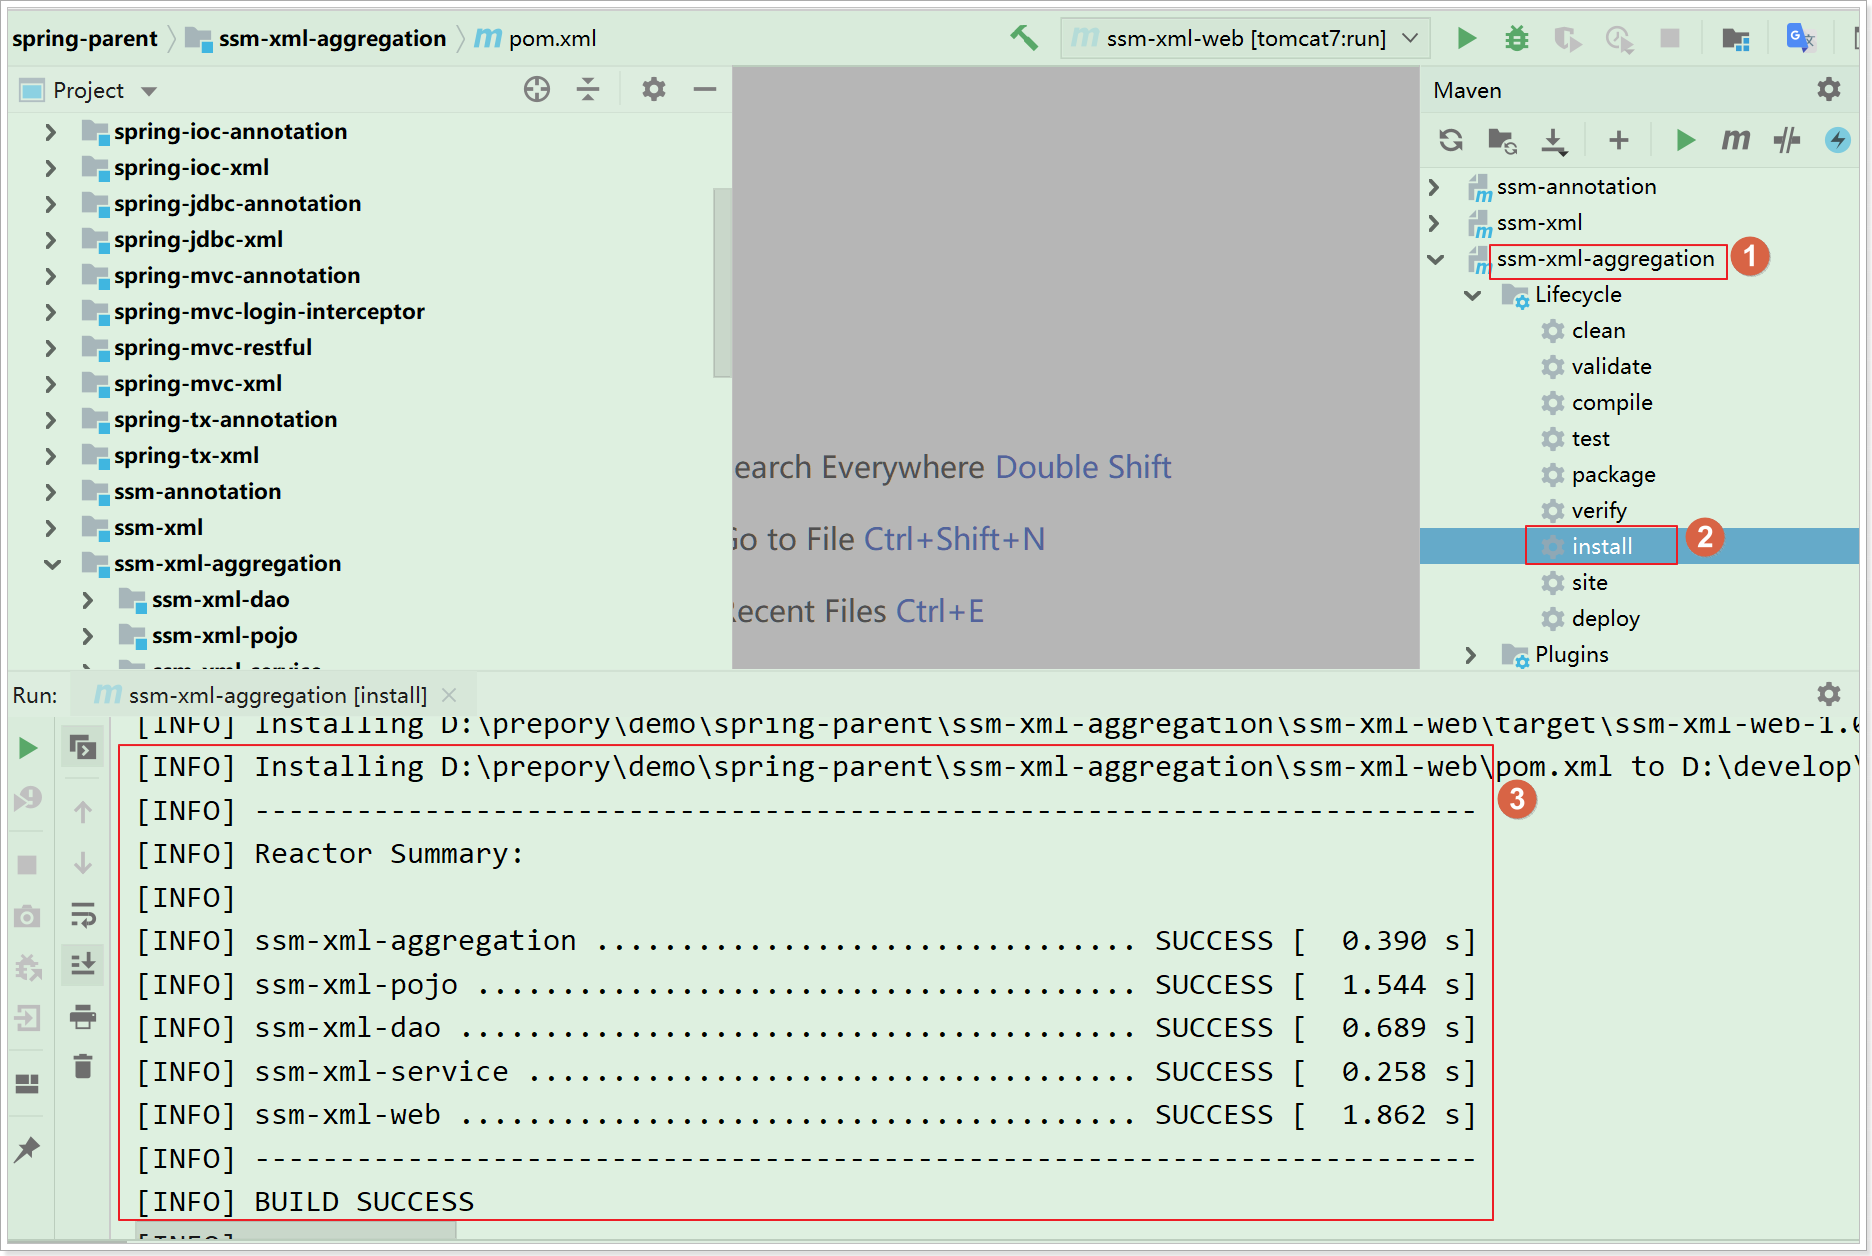 spring-parent ssm-xml-aggregation pom.xml
ssm-xml-web [tomcat7:run]
Project
spring-ioc-annotation
spring-ioc-xml
spring-jdbc-annotation
spring-jdbc-xml
spring-mvc-annotation
spring-mvc-login-interceptor
spring-mvc-restful
spring-mvc-xml
spring-tx-annotation
spring-tx-xml
ssm-annotation
ssm-xml
ssm-xml-aggregation
ssm-xml-dao
ssm-xml-pojo
ssm-xml-service
earch Everywhere Double Shift
Go to File Ctrl+Shift+N
Recent Files Ctrl+E
Maven
ssm-annotation
ssm-xml
ssm-xml-aggregation 1
Lifecycle
clean
validate
compile
test
package
verify
install 2
site
deploy
Plugins
Run: ssm-xml-aggregation [install]
[INFO] Installing D:\prepory\demo\spring-parent\ssm-xml-aggregation\ssm-xml-web\target\ssm-xml-web-1.0
[INFO] Installing D:\prepory\demo\spring-parent\ssm-xml-aggregation\ssm-xml-web\pom.xml to D:\develop\
3
[INFO] ------------------------------------------------------------------------
[INFO] Reactor Summary:
[INFO]
[INFO] ssm-xml-aggregation ................................ SUCCESS [  0.390 s]
[INFO] ssm-xml-pojo ....................................... SUCCESS [  1.544 s]
[INFO] ssm-xml-dao ........................................ SUCCESS [  0.689 s]
[INFO] ssm-xml-service .................................... SUCCESS [  0.258 s]
[INFO] ssm-xml-web ........................................ SUCCESS [  1.862 s]
[INFO] ------------------------------------------------------------------------
[INFO] BUILD SUCCESS
[INFO]